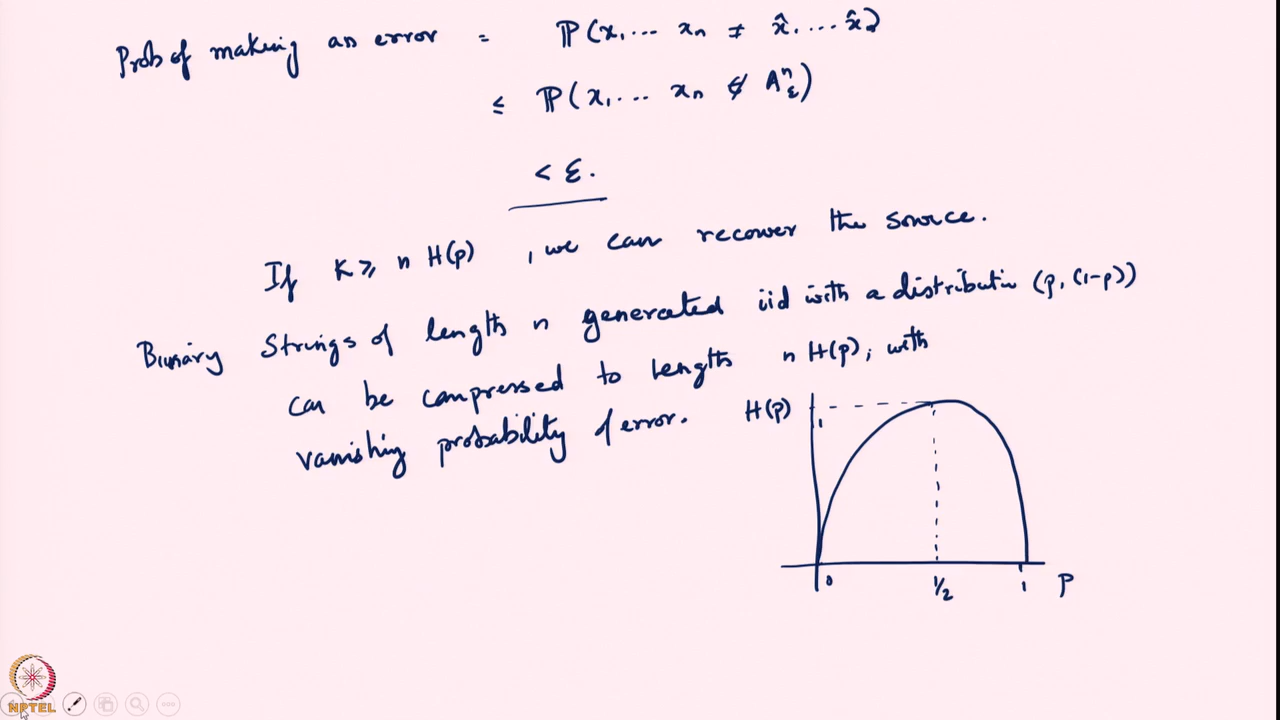 Prob of making an error = ℙ(x₁... xₙ ≠ x̂₁...x̂ₙ)
≤ ℙ(x₁... xₙ ∉ Aⁿ_ε)
< ε.
If K ≥ n H(p) , we can recover the source.
Binary Strings of length n generated iid with a distribution (p, (1-p))
can be compressed to lengths n H(p), with
vanishing probability of error.
H(p)
1
0 1/2 1 P
NPTEL